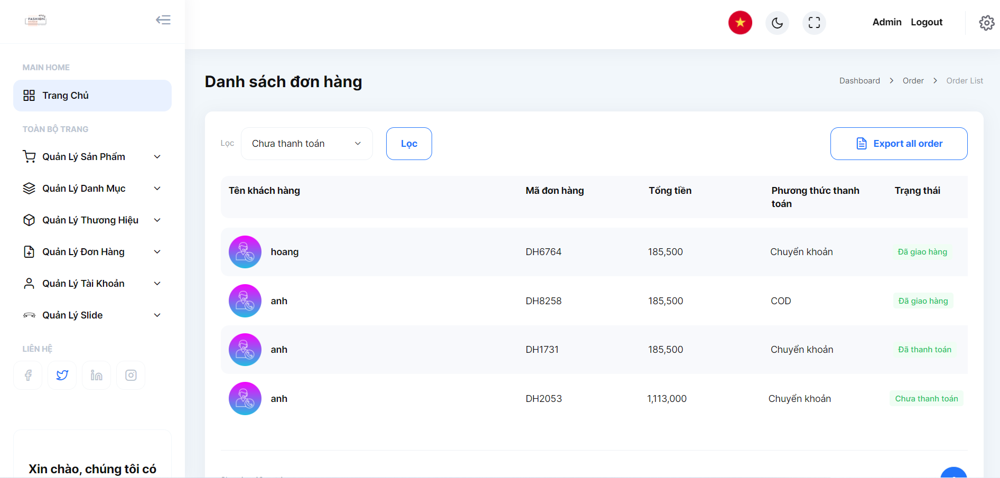 FASHION
MAIN HOME
Trang Chủ
TOÀN BỘ TRANG
Quản Lý Sản Phẩm
Quản Lý Danh Mục
Quản Lý Thương Hiệu
Quản Lý Đơn Hàng
Quản Lý Tài Khoản
Quản Lý Slide
LIÊN HỆ
Xin chào, chúng tôi có
Admin Logout
Danh sách đơn hàng
Dashboard Order Order List
Lọc Chưa thanh toán Lọc Export all order
Tên khách hàng Mã đơn hàng Tổng tiền Phương thức thanh toán Trạng thái
hoang DH6764 185,500 Chuyển khoản Đã giao hàng
anh DH8258 185,500 COD Đã giao hàng
anh DH1731 185,500 Chuyển khoản Đã thanh toán
anh DH2053 1,113,000 Chuyển khoản Chưa thanh toán